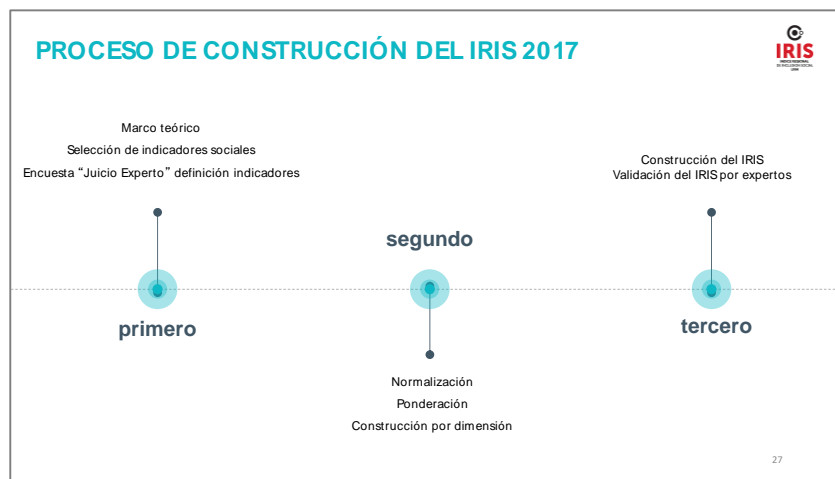 PROCESO DE CONSTRUCCIÓN DEL IRIS 2017
IRIS
Marco teórico
Selección de indicadores sociales
Encuesta “Juicio Experto” definición indicadores
primero
segundo
Normalización
Ponderación
Construcción por dimensión
Construcción del IRIS
Validación del IRIS por expertos
tercero
27